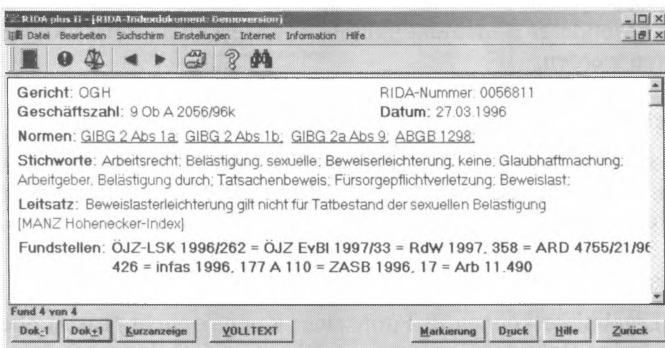 RIDA plus II - [RIDA-Indexdokument: Demoversion]
Datei Bearbeiten Suchschirm Einstellungen Internet Information Hilfe
Gericht: OGH RIDA-Nummer: 0056811
Geschäftszahl: 9 Ob A 2056/96k Datum: 27.03.1996
Normen: GlBG 2 Abs 1a; GlBG 2 Abs 1b; GlBG 2a Abs 9; ABGB 1298;
Stichworte: Arbeitsrecht; Belästigung, sexuelle; Beweiserleichterung, keine; Glaubhaftmachung;
Arbeitgeber, Belästigung durch; Tatsachenbeweis; Fürsorgepflichtverletzung; Beweislast;
Leitsatz: Beweislasterleichterung gilt nicht für Tatbestand der sexuellen Belästigung
[MANZ Hohenecker-Index]
Fundstellen: ÖJZ-LSK 1996/262 = ÖJZ EvBl 1997/33 = RdW 1997, 358 = ARD 4755/21/96
426 = infas 1996, 177 A 110 = ZASB 1996, 17 = Arb 11.490
Fund 4 von 4
Dok-1 Dok+1 Kurzanzeige VOLLTEXT Markierung Druck Hilfe Zurück